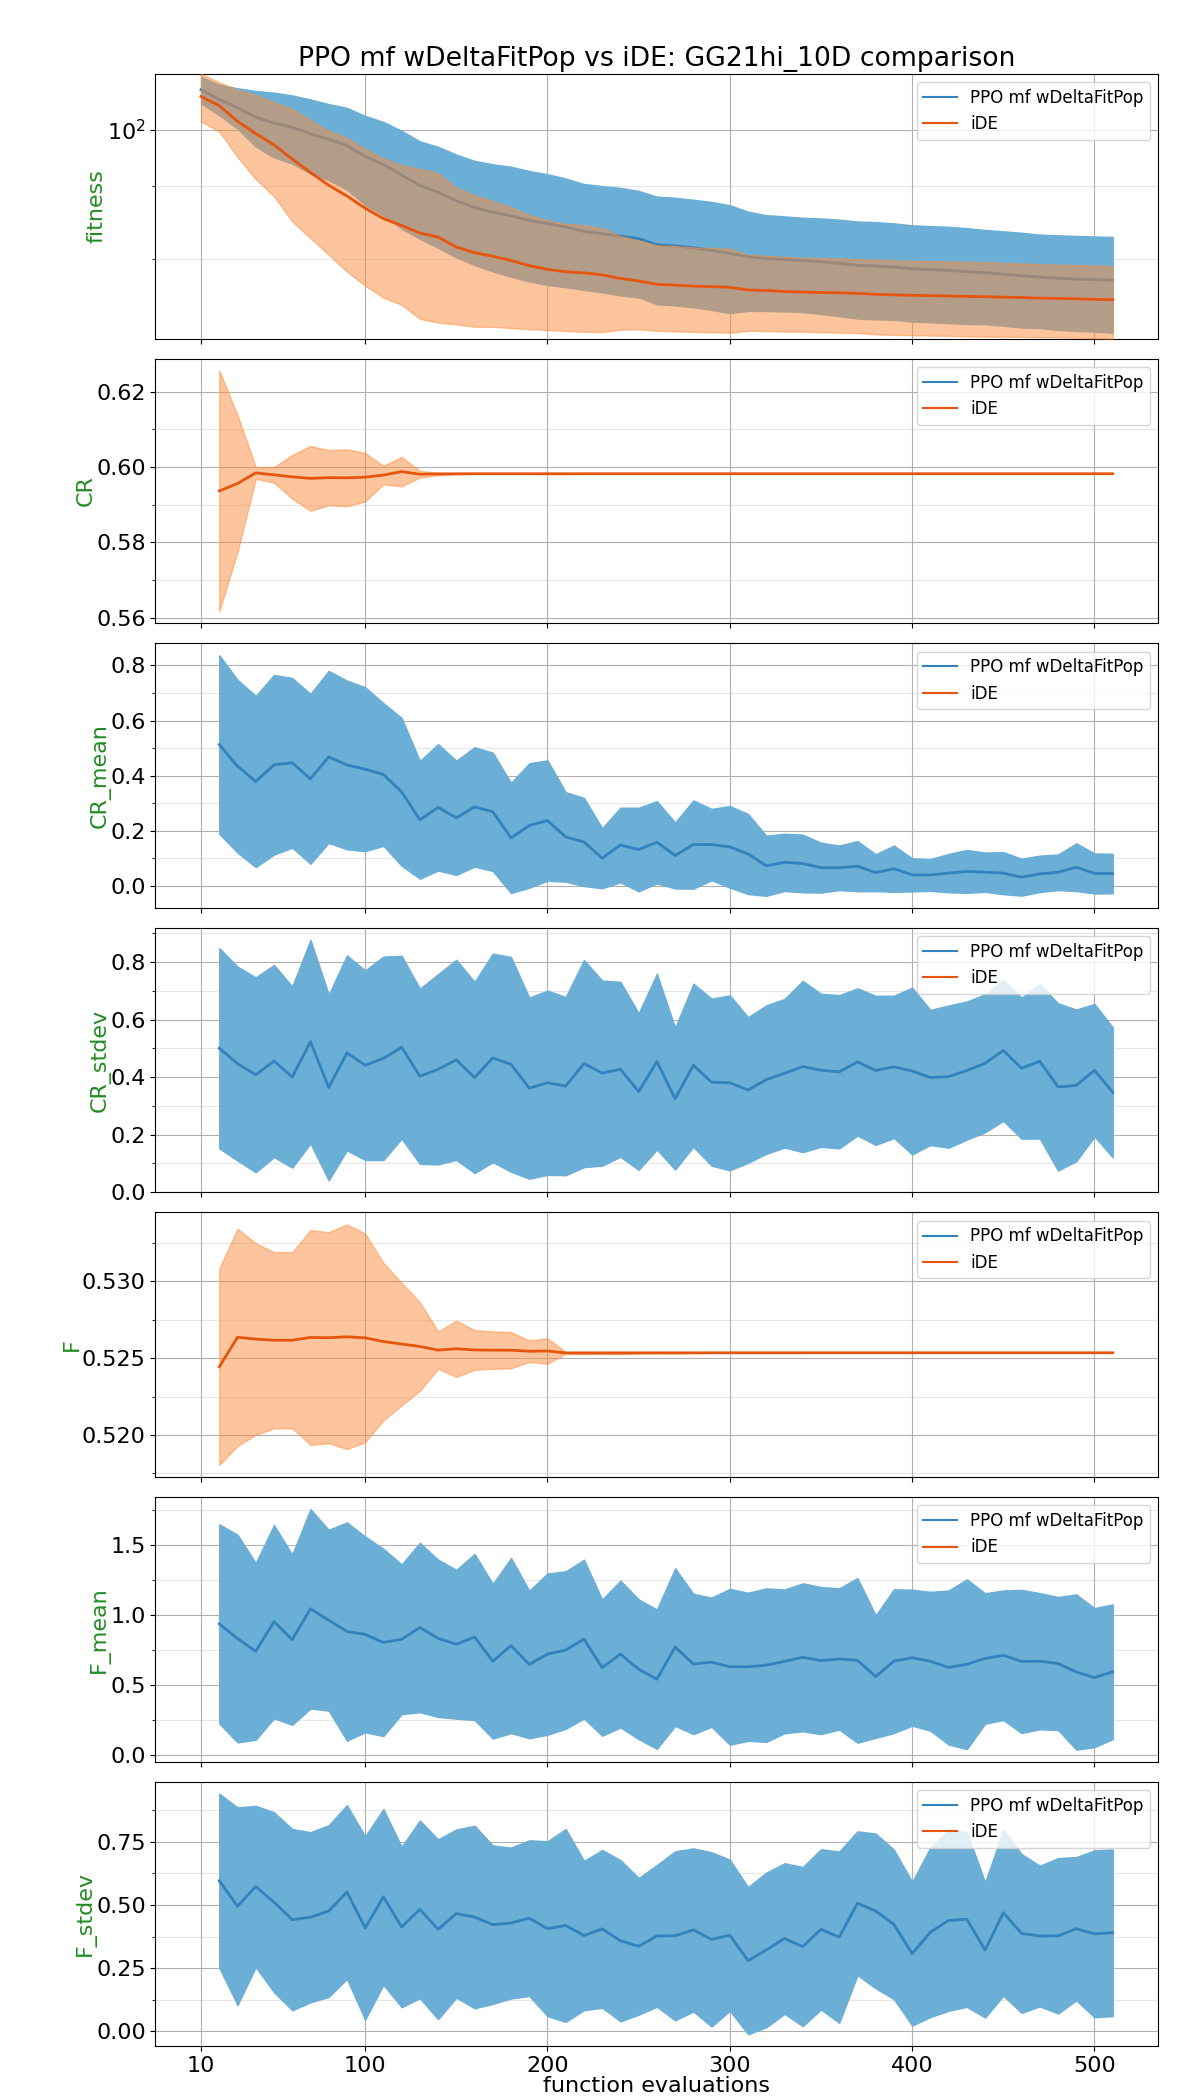 PPO mf wDeltaFitPop vs iDE: GG21hi_10D comparison
fitness
10²
PPO mf wDeltaFitPop
iDE
CR
0.62
0.60
0.58
0.56
PPO mf wDeltaFitPop
iDE
CR_mean
0.8
0.6
0.4
0.2
0.0
PPO mf wDeltaFitPop
iDE
CR_stdev
0.8
0.6
0.4
0.2
0.0
PPO mf wDeltaFitPop
iDE
F
0.530
0.525
0.520
PPO mf wDeltaFitPop
iDE
F_mean
1.5
1.0
0.5
0.0
PPO mf wDeltaFitPop
iDE
F_stdev
0.75
0.50
0.25
0.00
PPO mf wDeltaFitPop
iDE
10 100 200 300 400 500
function evaluations